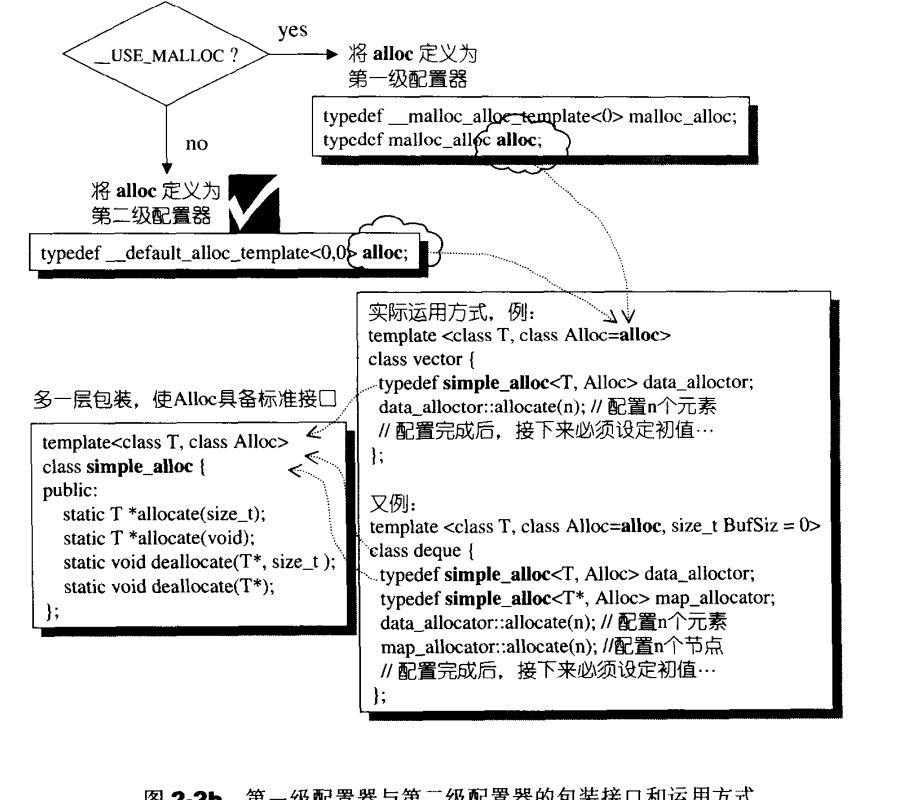 __USE_MALLOC ?
yes
将 alloc 定义为
第一级配置器
typedef __malloc_alloc_template<0> malloc_alloc;
typedef malloc_alloc alloc;
no
将 alloc 定义为
第二级配置器
typedef __default_alloc_template<0,0> alloc;
实际运用方式，例：
template <class T, class Alloc=alloc>
class vector {
typedef simple_alloc<T, Alloc> data_alloctor;
data_alloctor::allocate(n); // 配置n个元素
// 配置完成后，接下来必须设定初值…
};
又例：
template <class T, class Alloc=alloc, size_t BufSiz = 0>
class deque {
typedef simple_alloc<T, Alloc> data_alloctor;
typedef simple_alloc<T*, Alloc> map_allocator;
data_allocator::allocate(n); // 配置n个元素
map_allocator::allocate(n); //配置n个节点
// 配置完成后，接下来必须设定初值…
};
多一层包装，使Alloc具备标准接口
template<class T, class Alloc>
class simple_alloc {
public:
static T *allocate(size_t);
static T *allocate(void);
static void deallocate(T*, size_t );
static void deallocate(T*);
};
图 2-2b 第一级配置器与第二级配置器的包装接口和运用方式